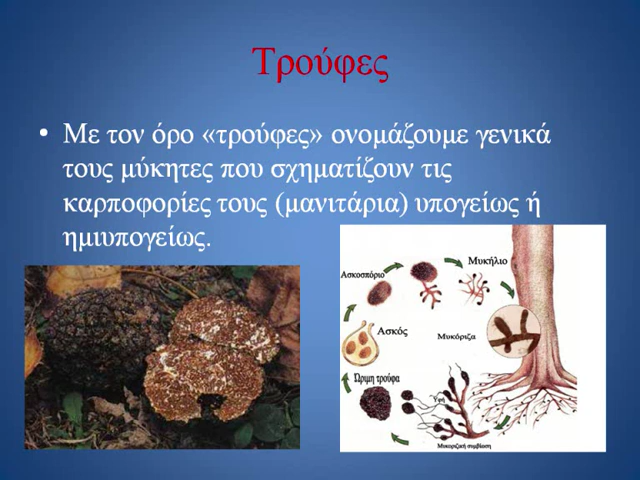 Τρούφες
• Με τον όρο «τρούφες» ονομάζουμε γενικά
τους μύκητες που σχηματίζουν τις
καρποφορίες τους (μανιτάρια) υπογείως ή
ημιυπογείως.
Μυκήλιο
Ασκοσπόριο
Ασκός
Μυκόριζα
Ώριμη τρούφα
Υφή
Μυκοριζική συμβίωση